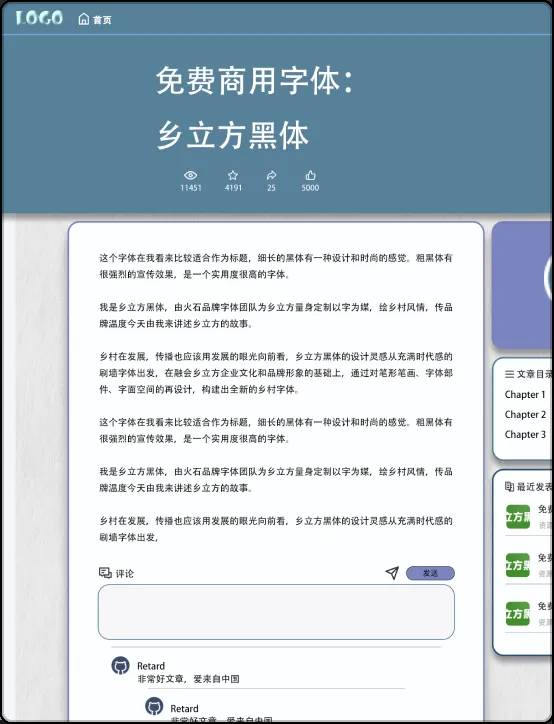 LOGO
首页
免费商用字体:
乡立方黑体
11451
4191
25
5000
这个字体在我看来比较适合作为标题，细长的黑体有一种设计和时尚的感觉。粗黑体有
很强烈的宣传效果，是一个实用度很高的字体。
我是乡立方黑体，由火石品牌字体团队为乡立方量身定制以字为媒，绘乡村风情，传品
牌温度今天由我来讲述乡立方的故事。
乡村在发展，传播也应该用发展的眼光向前看，乡立方黑体的设计灵感从充满时代感的
刷墙字体出发，在融会乡立方企业文化和品牌形象的基础上，通过对笔形笔画、字体部
件、字面空间的再设计，构建出全新的乡村字体。
这个字体在我看来比较适合作为标题，细长的黑体有一种设计和时尚的感觉。粗黑体有
很强烈的宣传效果，是一个实用度很高的字体。
我是乡立方黑体，由火石品牌字体团队为乡立方量身定制以字为媒，绘乡村风情，传品
牌温度今天由我来讲述乡立方的故事。
乡村在发展，传播也应该用发展的眼光向前看，乡立方黑体的设计灵感从充满时代感的
刷墙字体出发，
评论
发送
Retard
非常好文章，爱来自中国
Retard
非常好文章，爱来自中国
文章目录
Chapter 1
Chapter 2
Chapter 3
最近发表
立方黑
免费
资源
立方黑
免费
资源
立方黑
免费
资源